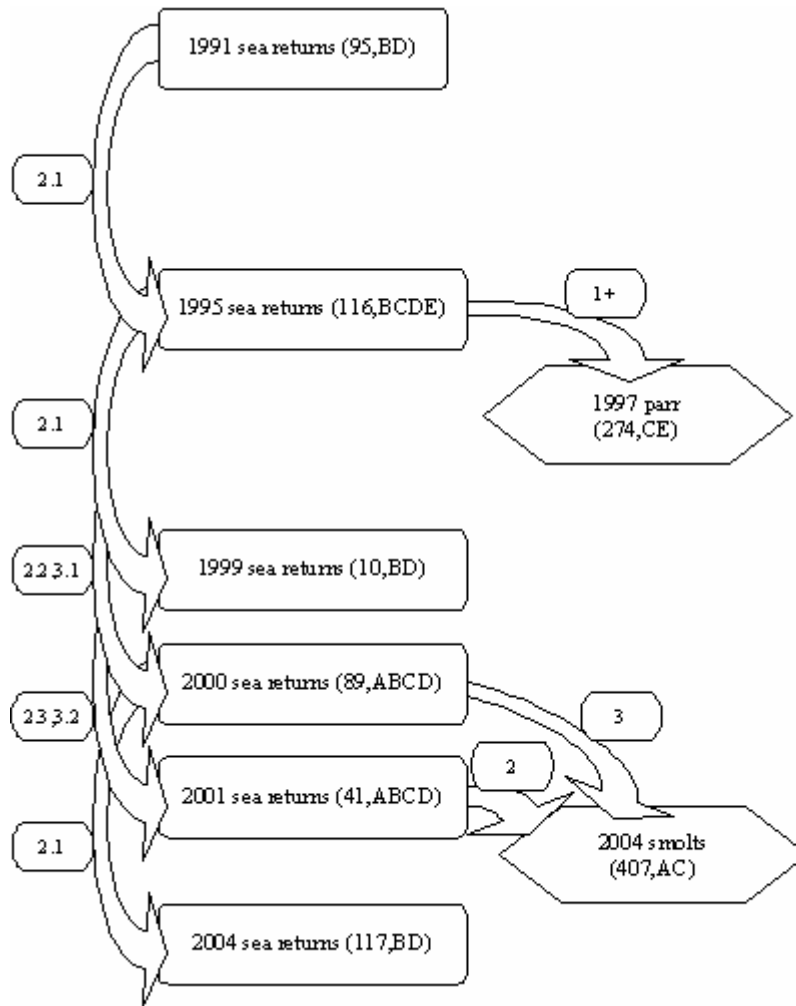 1991 sea returns (95,BD)
2.1
1995 sea returns (116,BCDE)
1+
1997 parr
(274,CE)
2.1
1999 sea returns (10,BD)
2.2,3.1
2000 sea returns (89,ABCD)
2.3,3.2
3
2
2001 sea returns (41,ABCD)
2.1
2004 smolts
(407,AC)
2004 sea returns (117,BD)